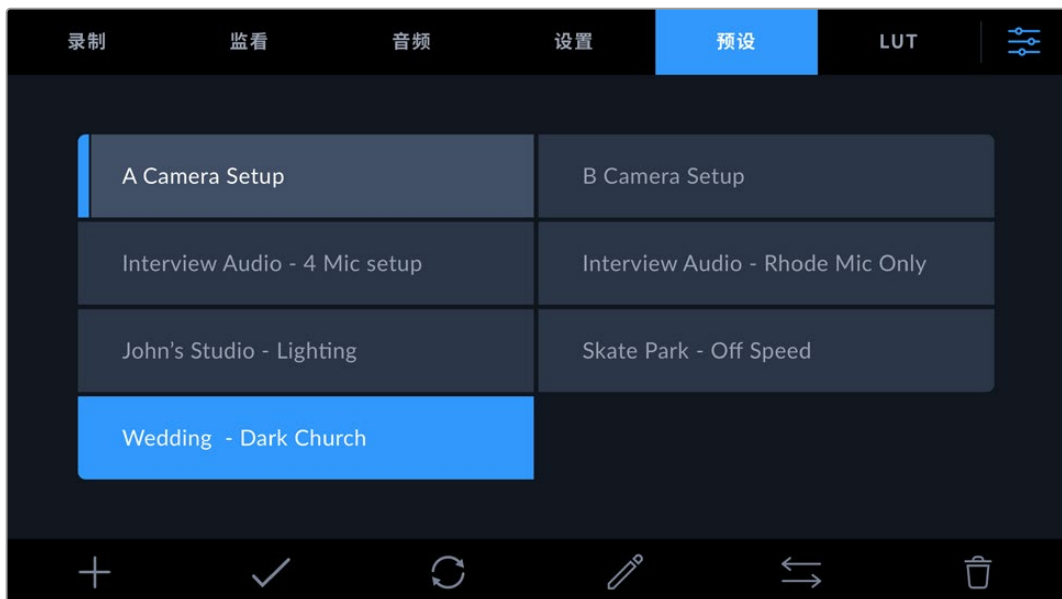 录制 监看 音频 设置 预设 LUT
A Camera Setup B Camera Setup
Interview Audio - 4 Mic setup Interview Audio - Rhode Mic Only
John's Studio - Lighting Skate Park - Off Speed
Wedding - Dark Church